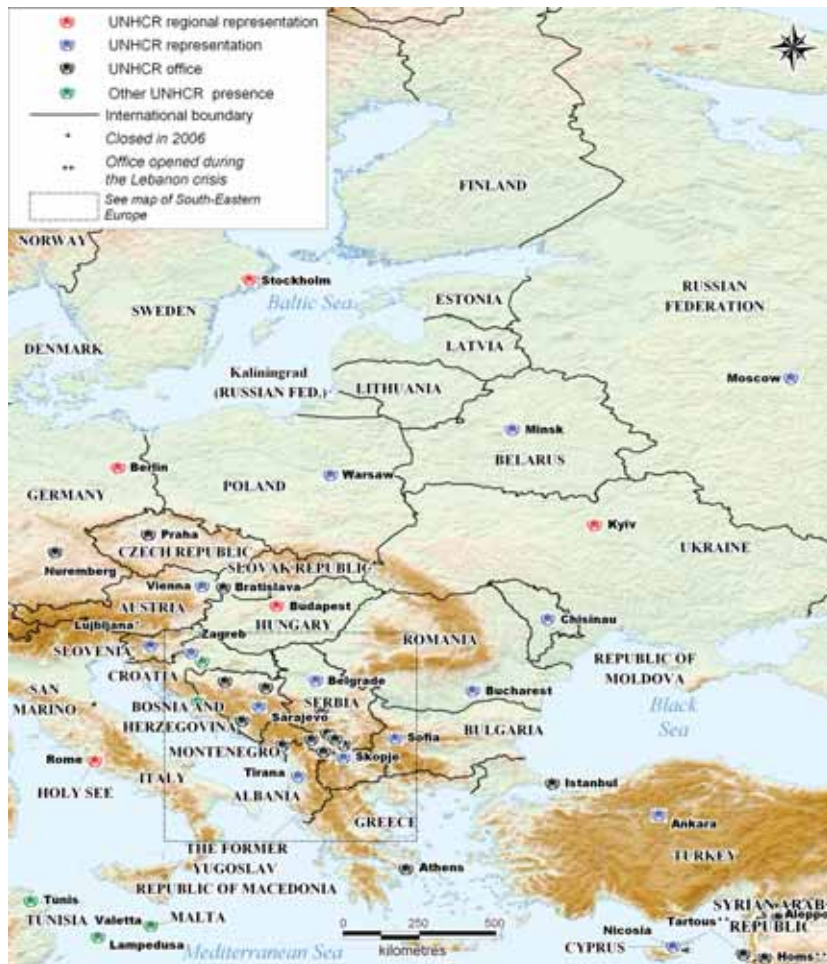 UNHCR regional representation
UNHCR representation
UNHCR office
Other UNHCR presence
International boundary
* Closed in 2006
** Office opened during
the Lebanon crisis
See map of South-Eastern
Europe
FINLAND
NORWAY
Stockholm
Baltic Sea
SWEDEN
ESTONIA
RUSSIAN
FEDERATION
DENMARK
LATVIA
Kaliningrad
(RUSSIAN FED.)
LITHUANIA
Moscow
Minsk
BELARUS
Berlin
GERMANY
POLAND
Warsaw
Praha
CZECH REPUBLIC
Nuremberg
Kyiv
UKRAINE
SLOVAK REPUBLIC
Vienna
Bratislava
AUSTRIA
Budapest
HUNGARY
Lujbljana*
Zagreb
SLOVENIA
ROMANIA
Chisinau
REPUBLIC OF
MOLDOVA
CROATIA
Belgrade
SERBIA
Bucharest
SAN
MARINO
BOSNIA AND
HERZEGOVINA
Sarajevo
Black
Sea
MONTENEGRO
Sofia
BULGARIA
Rome
ITALY
Skopje
Tirana
ALBANIA
HOLY SEE
Istanbul
GREECE
Ankara
TURKEY
THE FORMER
YUGOSLAV
REPUBLIC OF MACEDONIA
Athens
Tunis
TUNISIA
Valetta
MALTA
Lampedusa
Mediterranean Sea
0 250 500
kilometres
Nicosia
CYPRUS
SYRIAN ARAB
REPUBLIC
Aleppo
Tartous**
Homs**